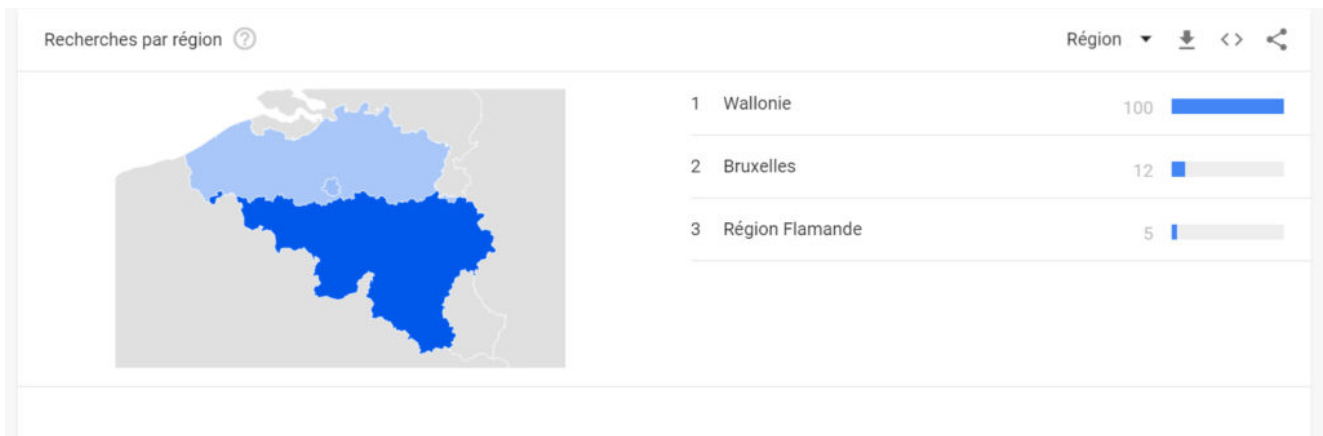 Recherches par région ?
Région
1 Wallonie 100
2 Bruxelles 12
3 Région Flamande 5